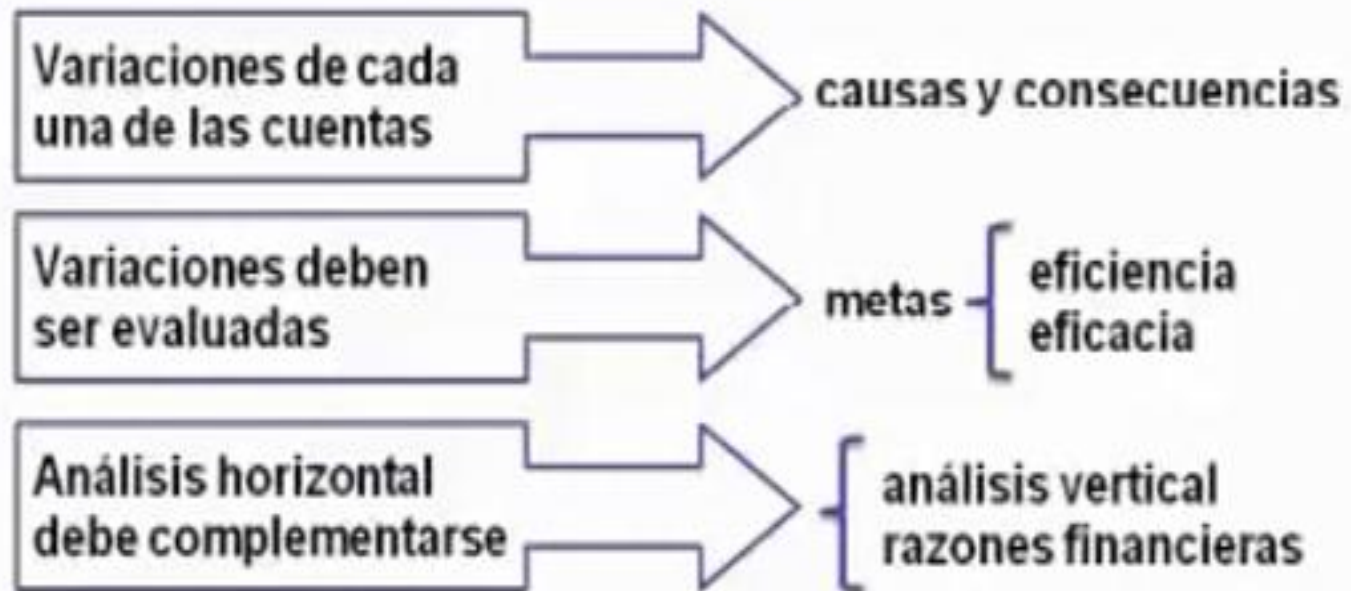 Variaciones de cada
una de las cuentas
causas y consecuencias
Variaciones deben
ser evaluadas
metas
eficiencia
eficacia
Análisis horizontal
debe complementarse
análisis vertical
razones financieras